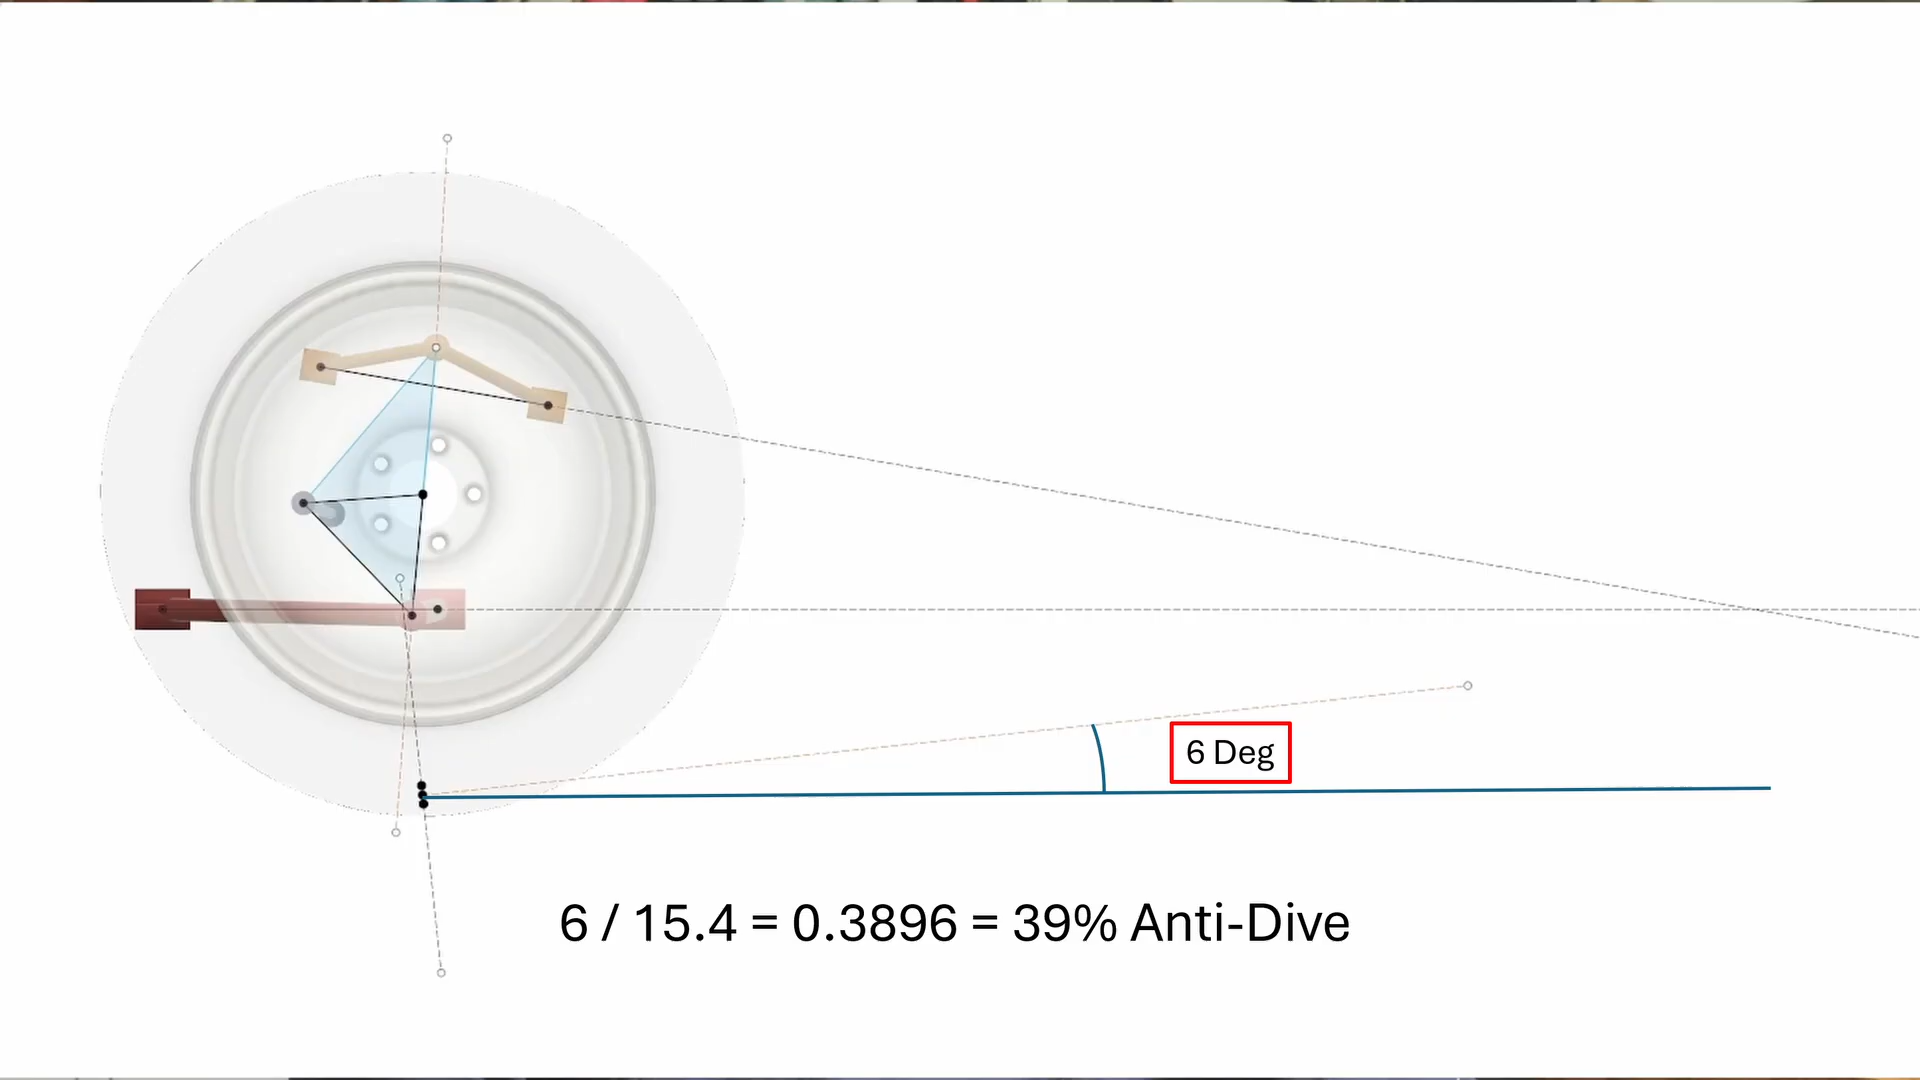 6 Deg
6 / 15.4 = 0.3896 = 39% Anti-Dive